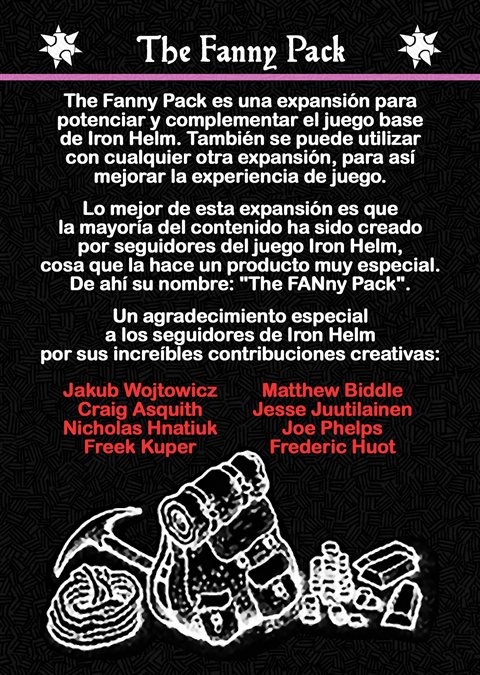 The Fanny Pack
The Fanny Pack es una expansión para
potenciar y complementar el juego base
de Iron Helm. También se puede utilizar
con cualquier otra expansión, para así
mejorar la experiencia de juego.
Lo mejor de esta expansión es que
la mayoría del contenido ha sido creado
por seguidores del juego Iron Helm,
cosa que la hace un producto muy especial.
De ahí su nombre: "The FANny Pack".
Un agradecimiento especial
a los seguidores de Iron Helm
por sus increíbles contribuciones creativas:
Jakub Wojtowicz
Craig Asquith
Nicholas Hnatiuk
Freek Kuper
Matthew Biddle
Jesse Juutilainen
Joe Phelps
Frederic Huot